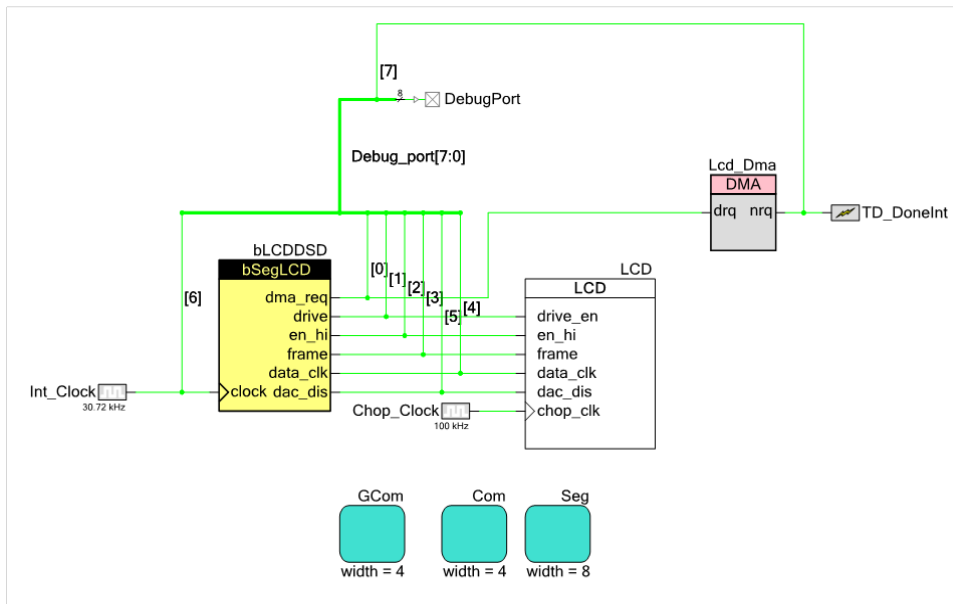 [7]
8
DebugPort
Debug_port[7:0]
Lcd_Dma
DMA
drq nrq
TD_DoneInt
bLCDDSD
bSegLCD
[0]
[1]
[2]
[3]
[5]
[4]
[6]
dma_req
drive
en_hi
frame
data_clk
clock dac_dis
Int_Clock
30.72 kHz
LCD
LCD
drive_en
en_hi
frame
data_clk
dac_dis
chop_clk
Chop_Clock
100 kHz
GCom
width = 4
Com
width = 4
Seg
width = 8